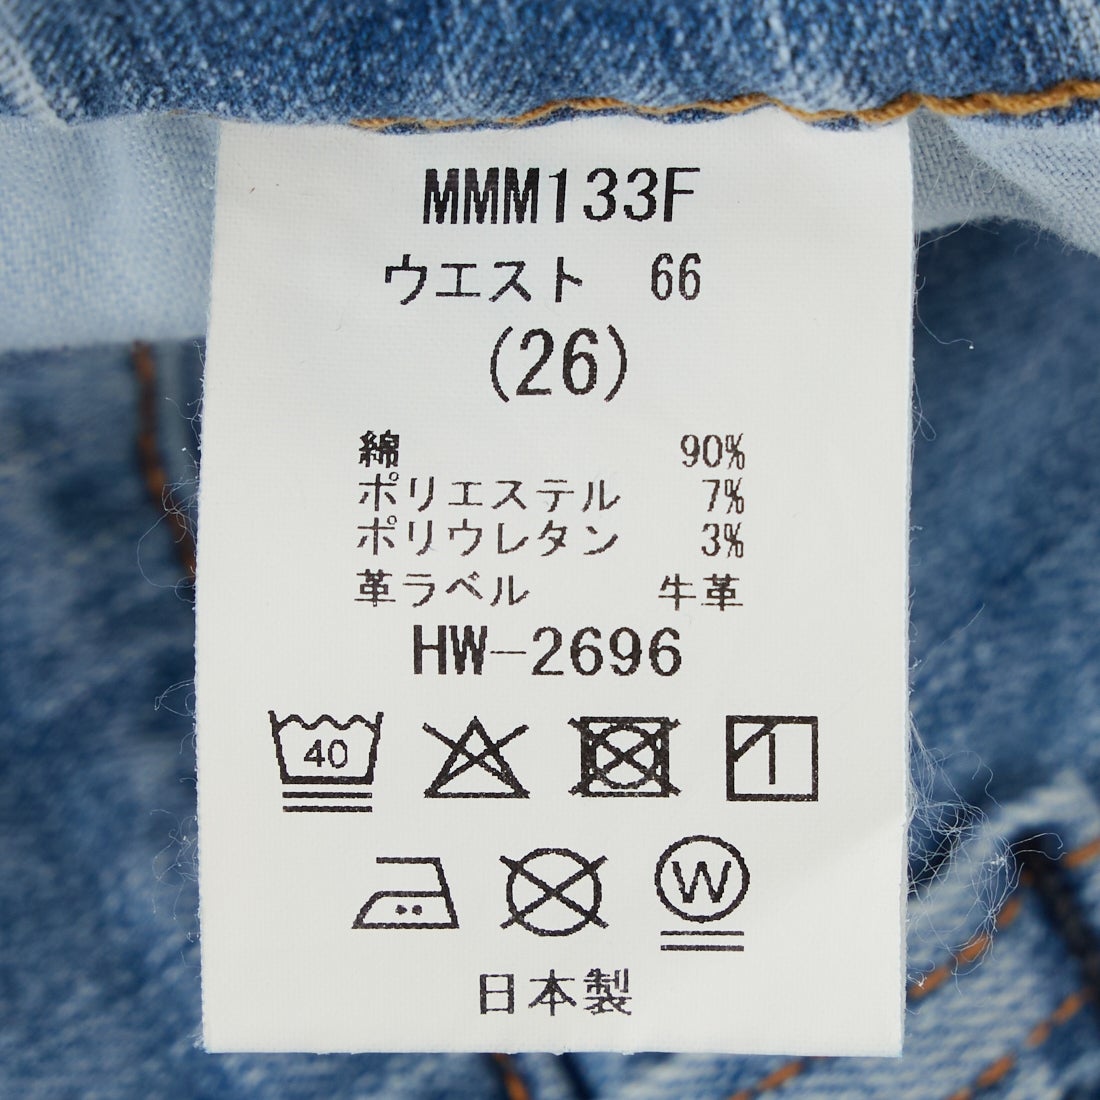 MMM133F
ウエスト 66
(26)
綿 90%
ポリエステル 7%
ポリウレタン 3%
革ラベル 牛革
HW-2696
40
W
日本製